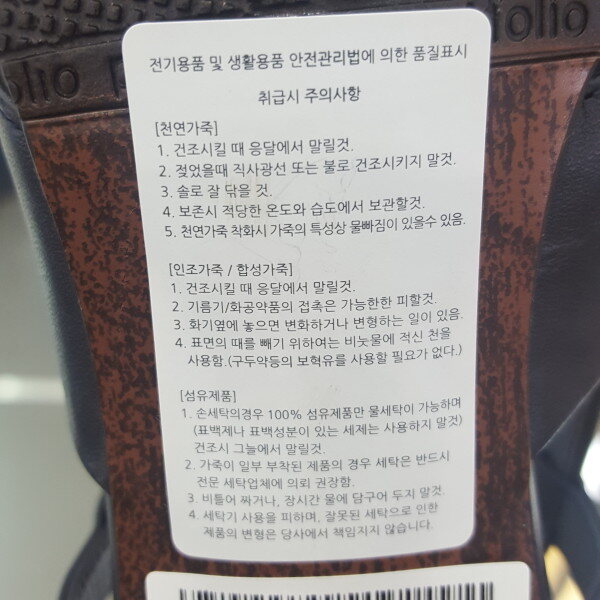 folio
olio
전기용품 및 생활용품 안전관리법에 의한 품질표시
취급시 주의사항
[천연가죽]
1. 건조시킬 때 응달에서 말릴것.
2. 젖었을때 직사광선 또는 불로 건조시키지 말것.
3. 솔로 잘 닦을 것.
4. 보존시 적당한 온도와 습도에서 보관할것.
5. 천연가죽 착화시 가죽의 특성상 물빠짐이 있을수 있음.
[인조가죽 / 합성가죽]
1. 건조시킬 때 응달에서 말릴것.
2. 기름기/화공약품의 접촉은 가능한한 피할것.
3. 화기옆에 놓으면 변화하거나 변형하는 일이 있음.
4. 표면의 때를 빼기 위하여는 비눗물에 적신 천을
사용함.(구두약등의 보혁유를 사용할 필요가 없다.)
[섬유제품]
1. 손세탁의경우 100% 섬유제품만 물세탁이 가능하며
(표백제나 표백성분이 있는 세제는 사용하지 말것)
건조시 그늘에서 말릴것.
2. 가죽이 일부 부착된 제품의 경우 세탁은 반드시
전문 세탁업체에 의뢰 권장함.
3. 비틀어 짜거나, 장시간 물에 담구어 두지 말것.
4. 세탁기 사용을 피하며, 잘못된 세탁으로 인한
제품의 변형은 당사에서 책임지지 않습니다.